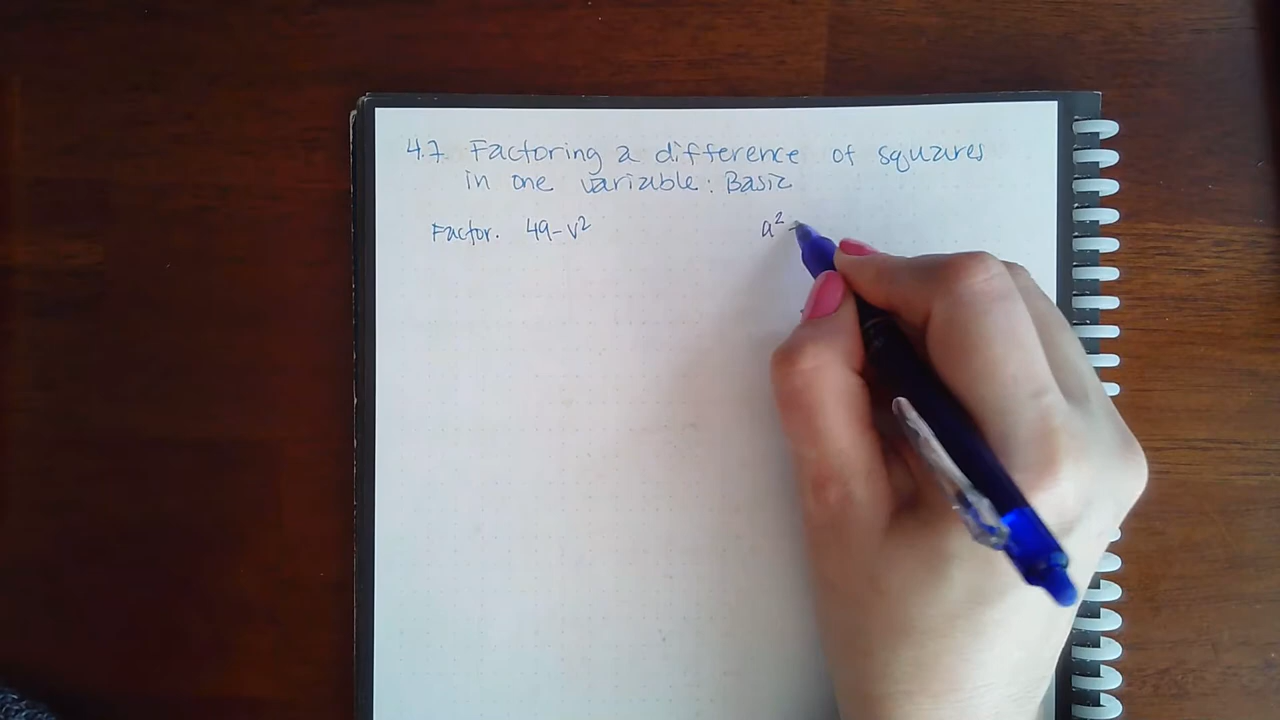 4.7. Factoring a difference of squares
in one variable: Basic
Factor. 49-v² a² -